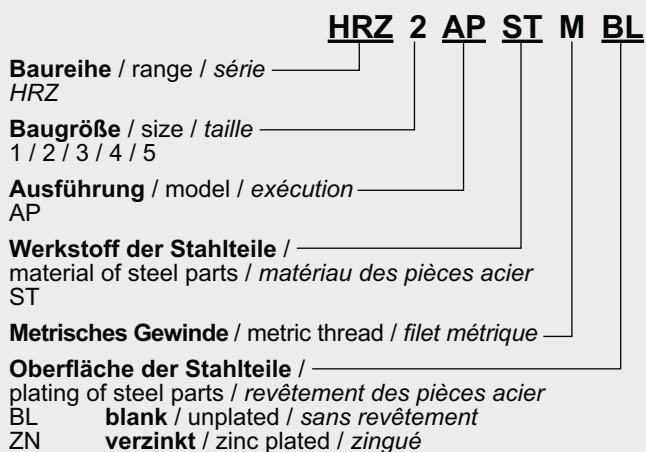 HRZ 2 AP ST M BL
Baureihe / range / série
HRZ
Baugröße / size / taille
1 / 2 / 3 / 4 / 5
Ausführung / model / exécution
AP
Werkstoff der Stahlteile /
material of steel parts / matériau des pièces acier
ST
Metrisches Gewinde / metric thread / filet métrique
Oberfläche der Stahlteile /
plating of steel parts / revêtement des pièces acier
BL blank / unplated / sans revêtement
ZN verzinkt / zinc plated / zingué